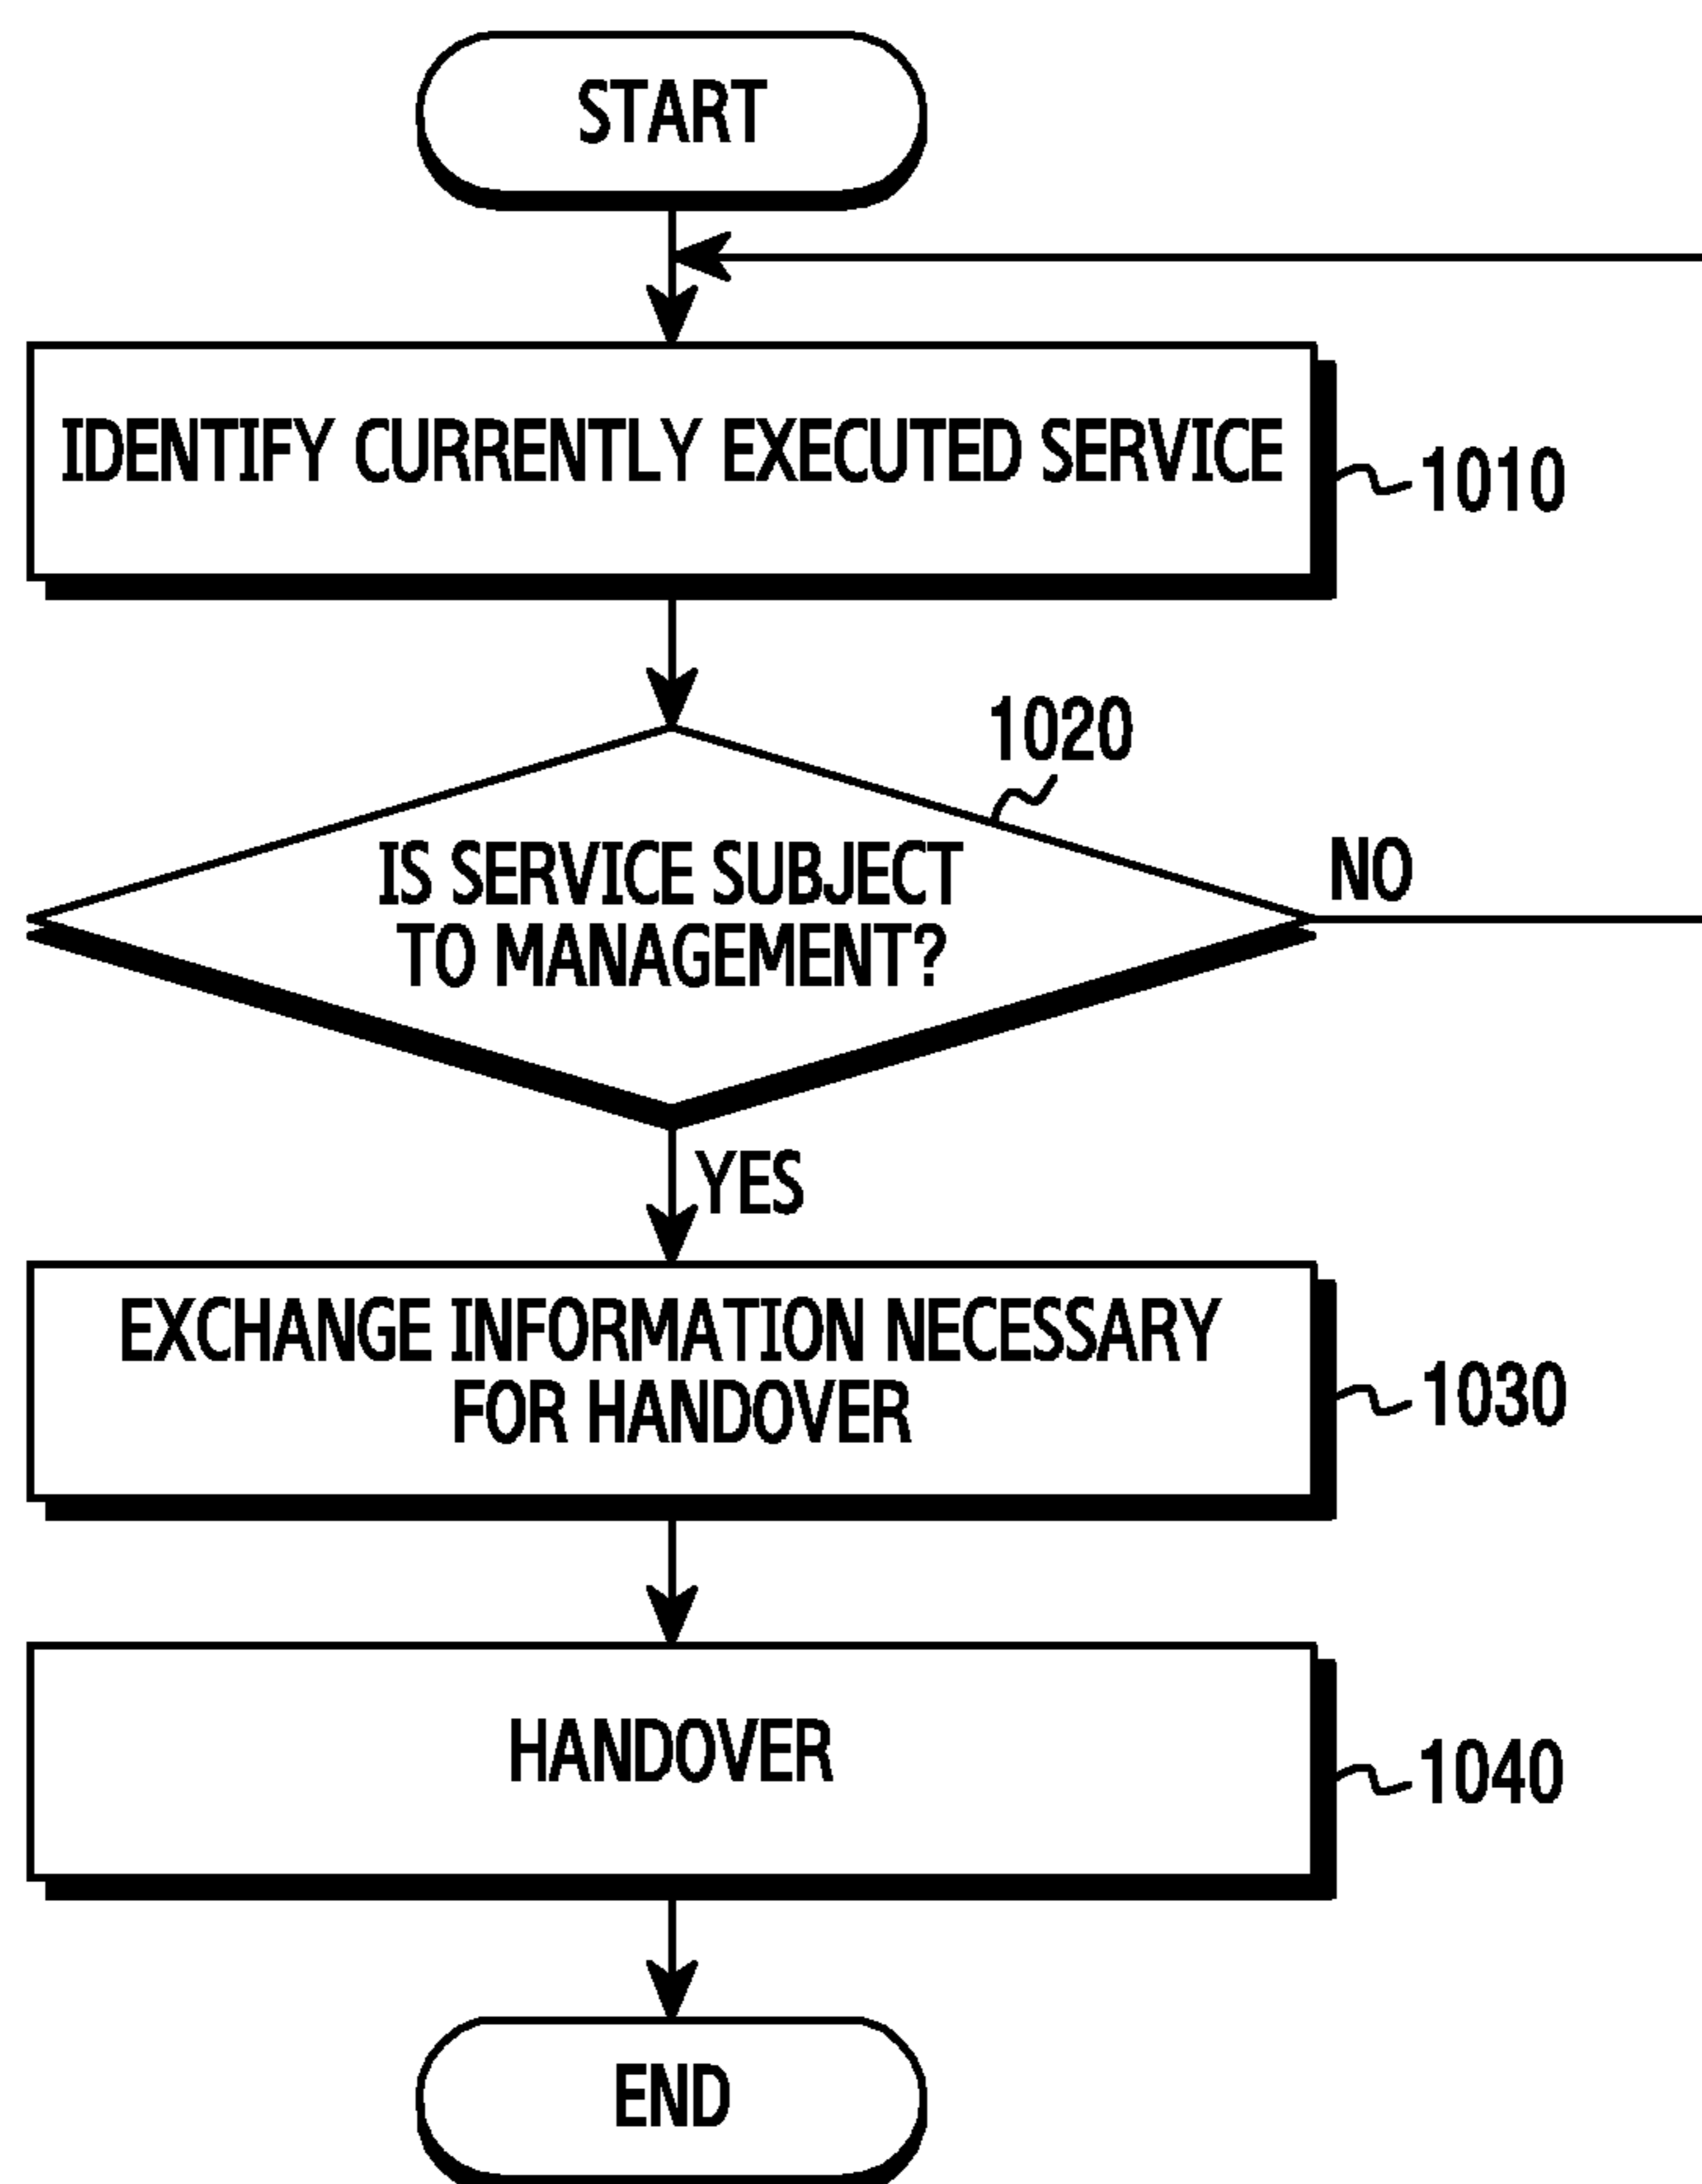 START
IDENTIFY CURRENTLY EXECUTED SERVICE
1010
1020
IS SERVICE SUBJECT
TO MANAGEMENT?
NO
YES
EXCHANGE INFORMATION NECESSARY
FOR HANDOVER
1030
HANDOVER
1040
END